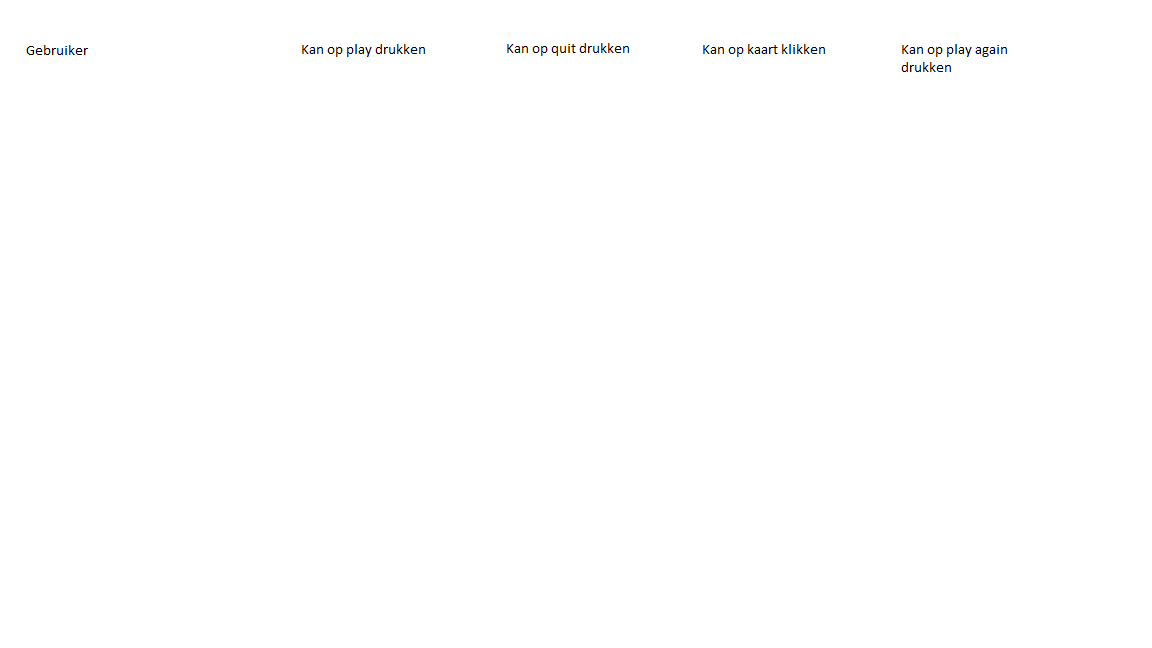 Gebruiker
Kan op play drukken
Kan op quit drukken
Kan op kaart klikken
Kan op play again
drukken